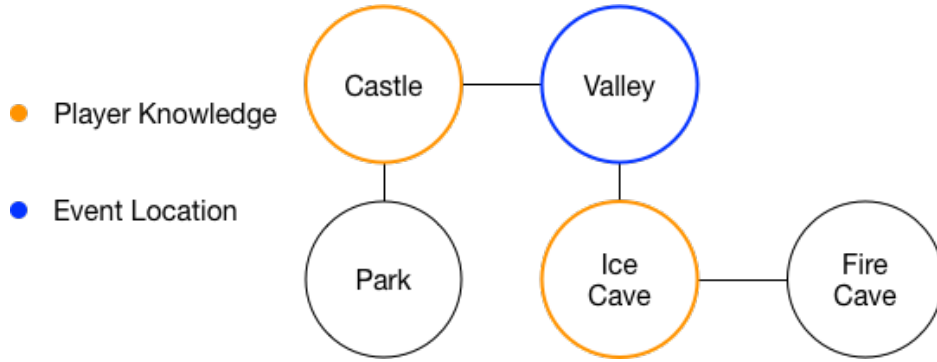 Castle
Valley
Player Knowledge
Event Location
Park
Ice
Cave
Fire
Cave